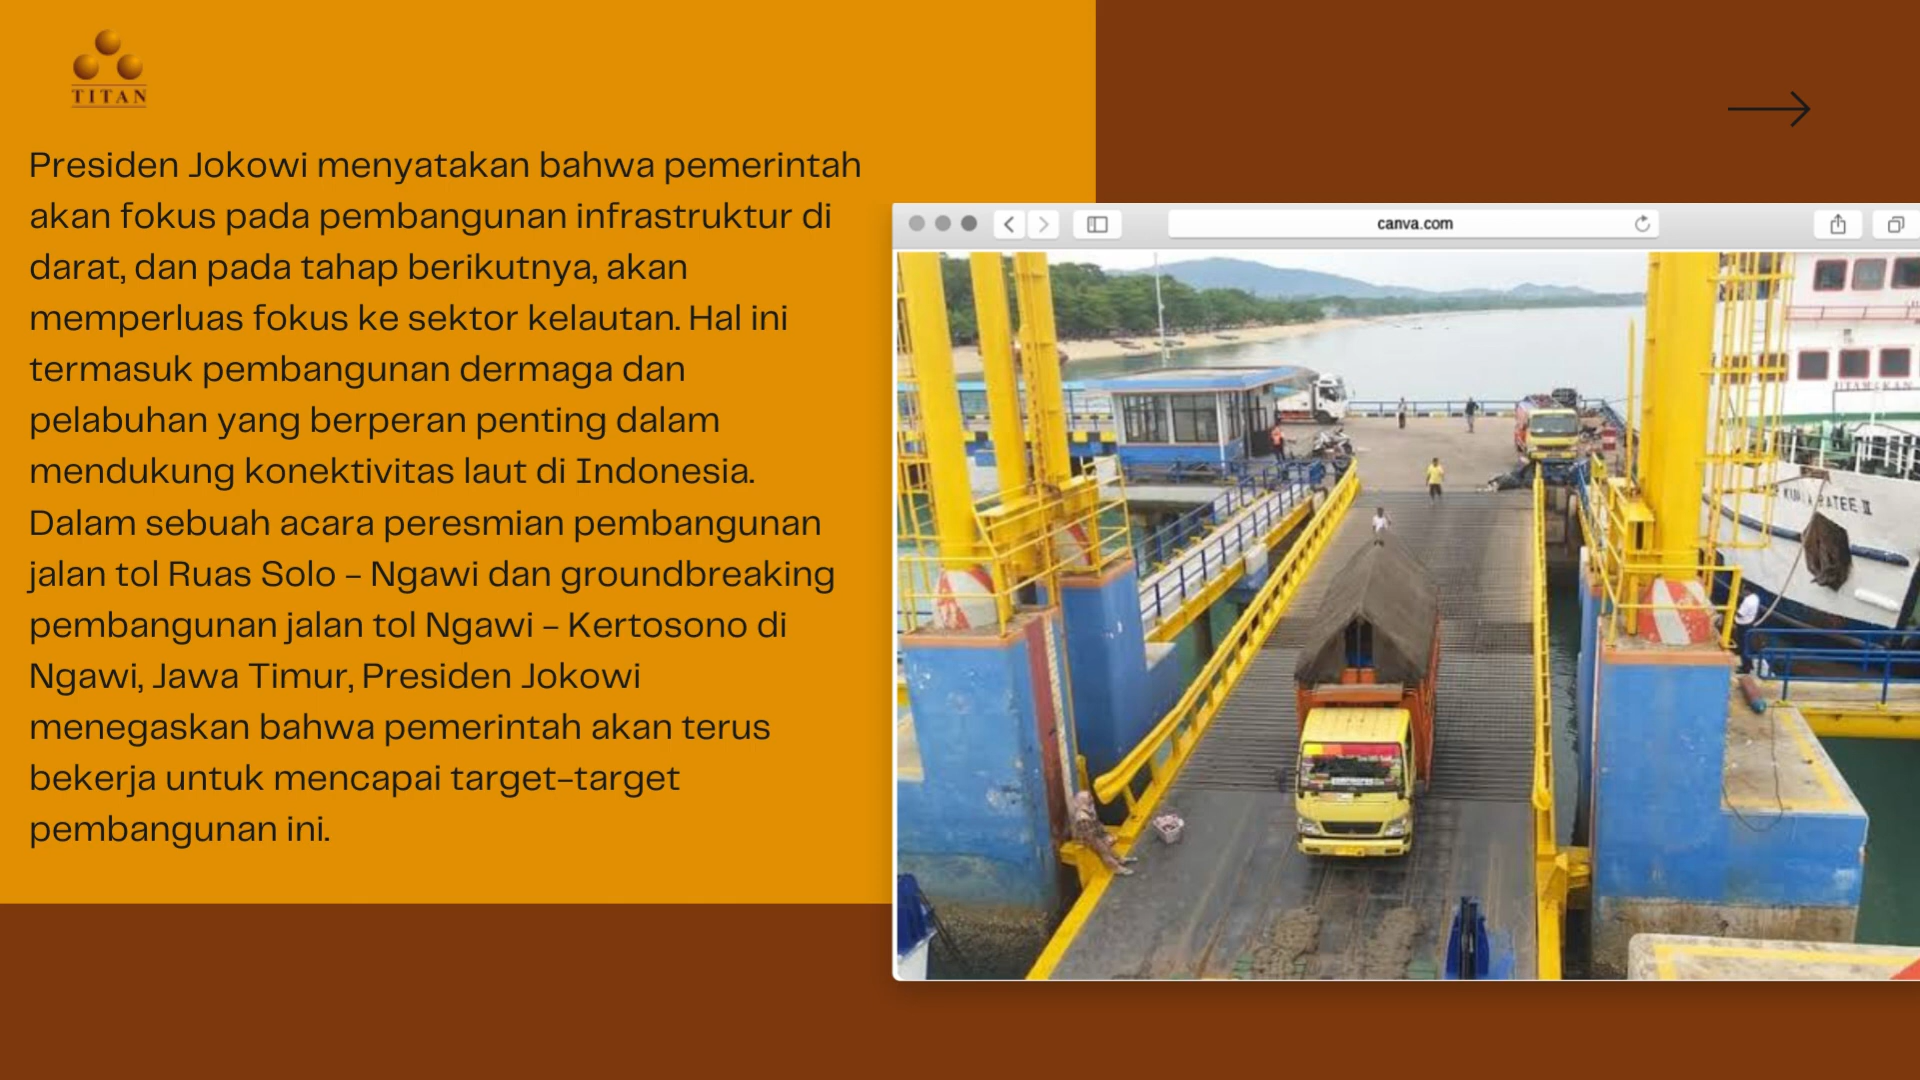 TITAN
Presiden Jokowi menyatakan bahwa pemerintah
akan fokus pada pembangunan infrastruktur di
darat, dan pada tahap berikutnya, akan
memperluas fokus ke sektor kelautan. Hal ini
termasuk pembangunan dermaga dan
pelabuhan yang berperan penting dalam
mendukung konektivitas laut di Indonesia.
Dalam sebuah acara peresmian pembangunan
jalan tol Ruas Solo - Ngawi dan groundbreaking
pembangunan jalan tol Ngawi - Kertosono di
Ngawi, Jawa Timur, Presiden Jokowi
menegaskan bahwa pemerintah akan terus
bekerja untuk mencapai target-target
pembangunan ini.
canva.com